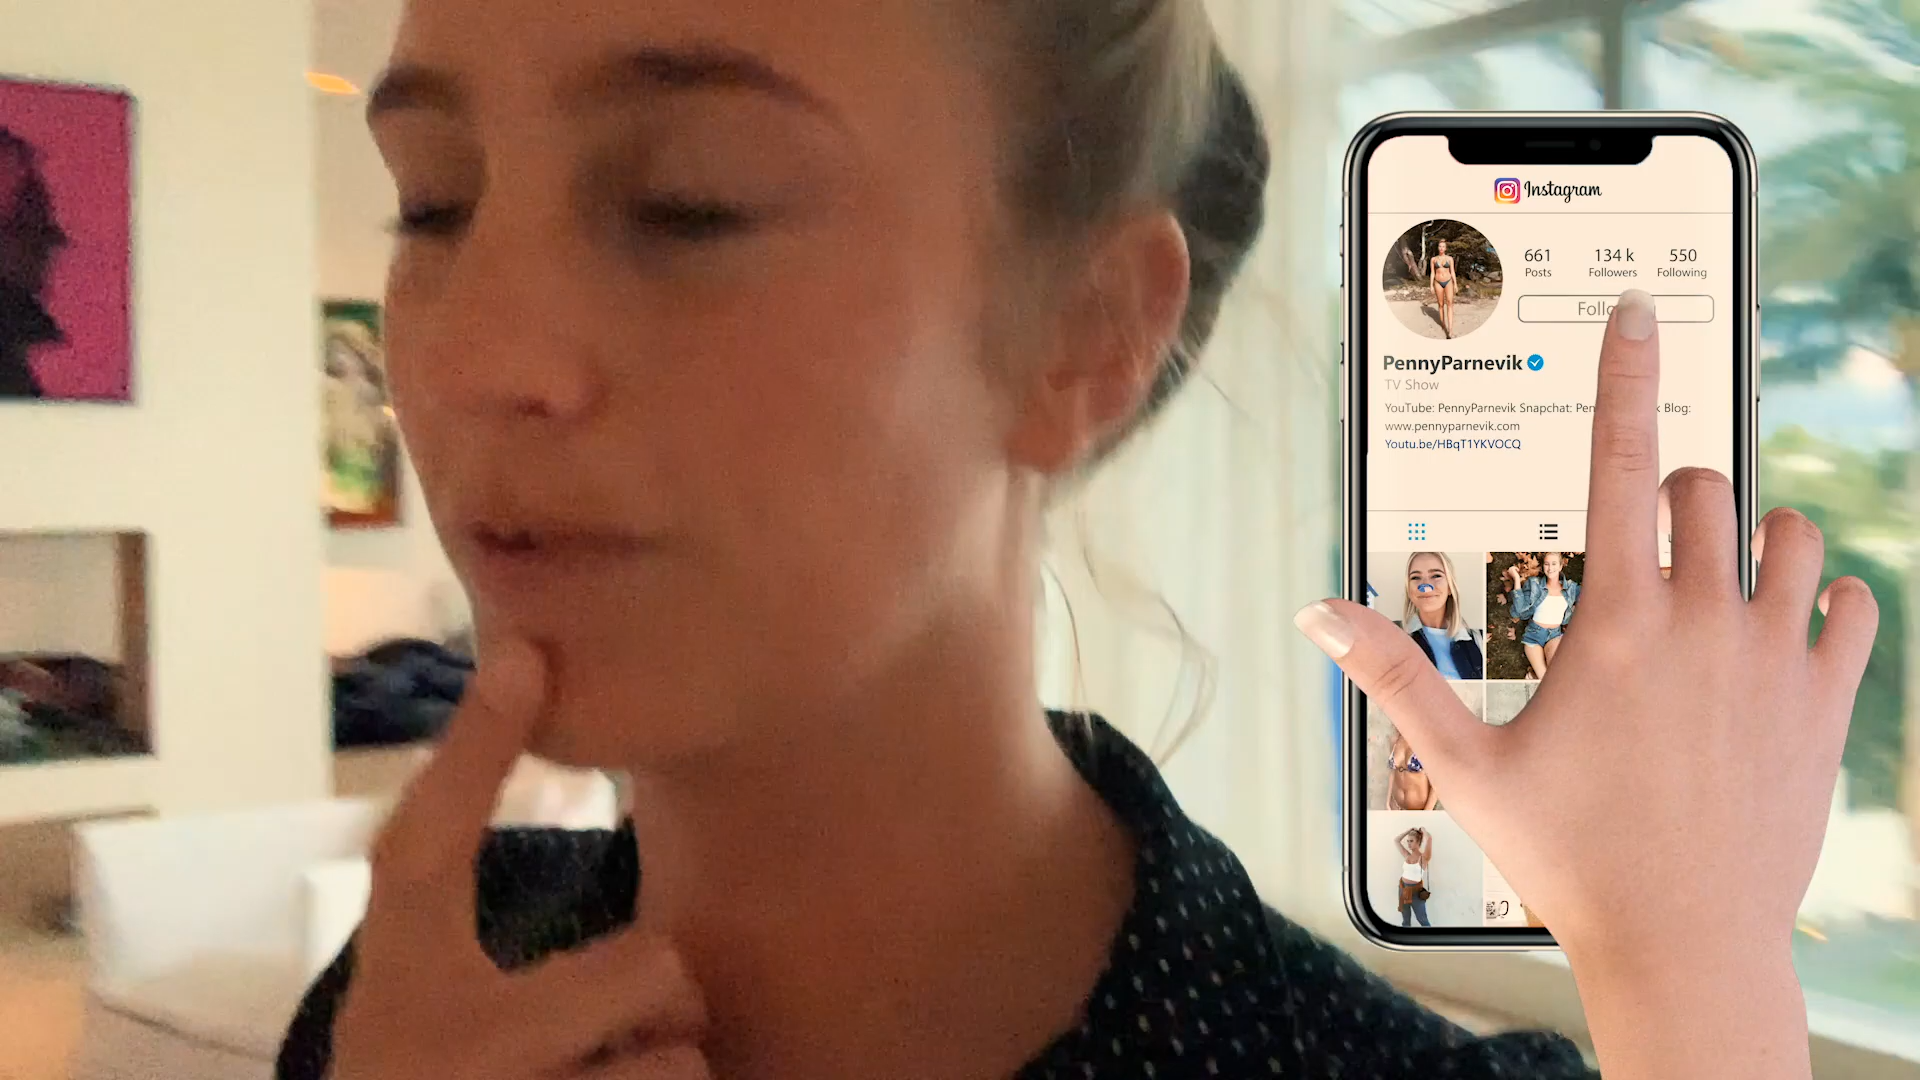 Instagram
661 134 k 550
Posts Followers Following
PennyParnevik
TV Show
YouTube: PennyParnevik Snapchat: Blog:
www.pennyparnevik.com
Youtu.be/HBqT1YKVOCQ